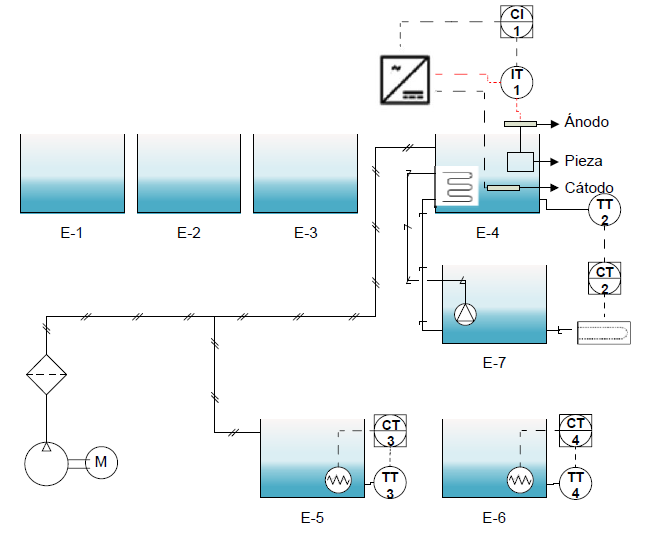 CI
1
IT
1
Ánodo
Pieza
Cátodo
E-1
E-2
E-3
E-4
TT
2
CT
2
E-7
M
CT
3
TT
3
CT
4
TT
4
E-5
E-6